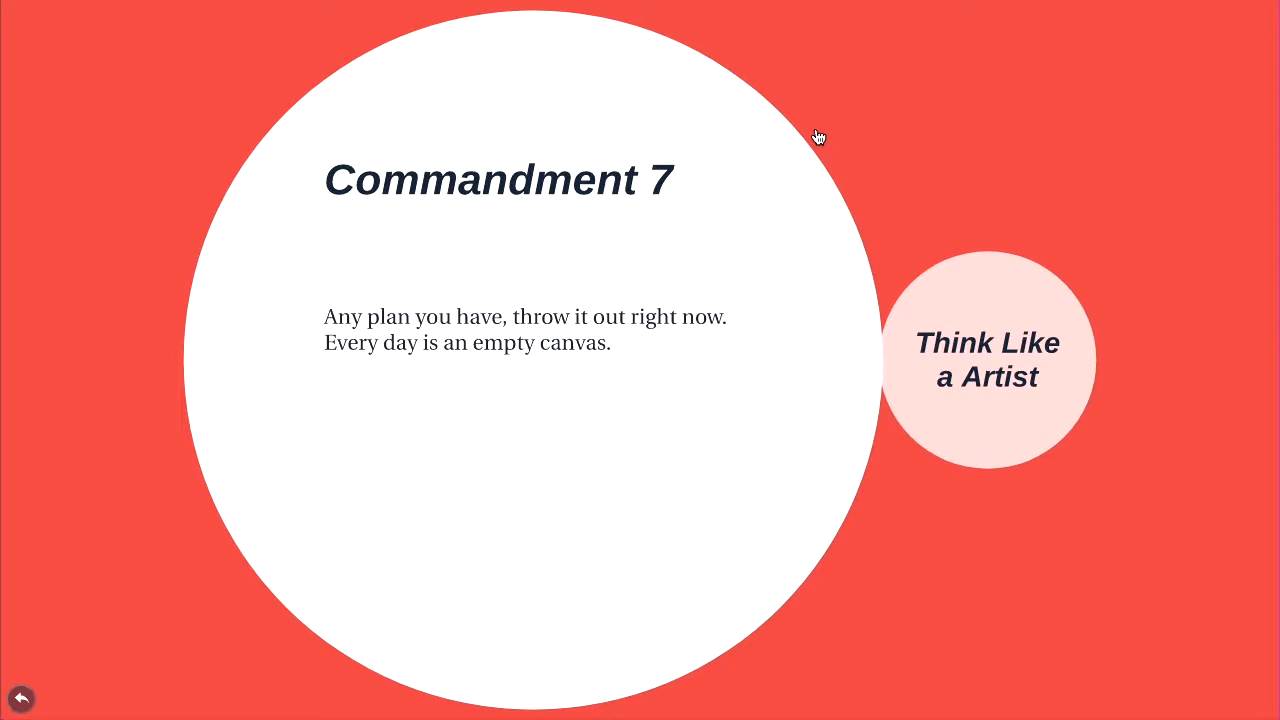 Commandment 7
Any plan you have, throw it out right now.
Every day is an empty canvas.
Think Like
a Artist